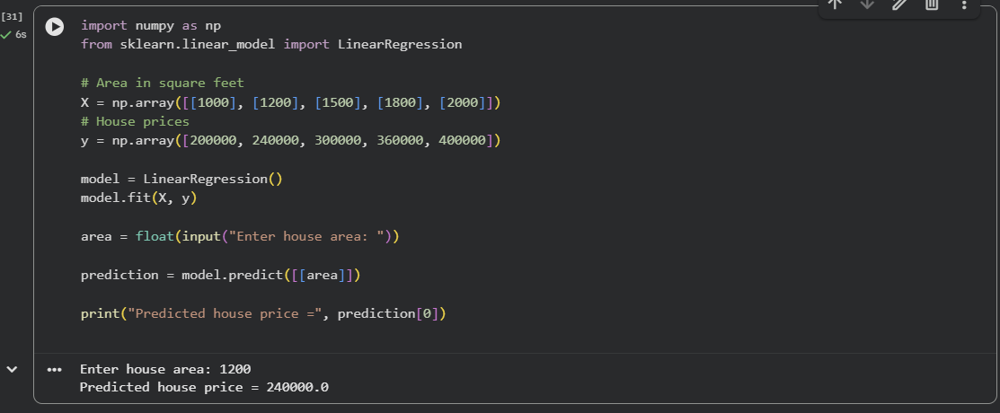 [31]
6s
import numpy as np
from sklearn.linear_model import LinearRegression
# Area in square feet
X = np.array([[1000], [1200], [1500], [1800], [2000]])
# House prices
y = np.array([200000, 240000, 300000, 360000, 400000])
model = LinearRegression()
model.fit(X, y)
area = float(input("Enter house area: "))
prediction = model.predict([[area]])
print("Predicted house price =", prediction[0])
Enter house area: 1200
Predicted house price = 240000.0